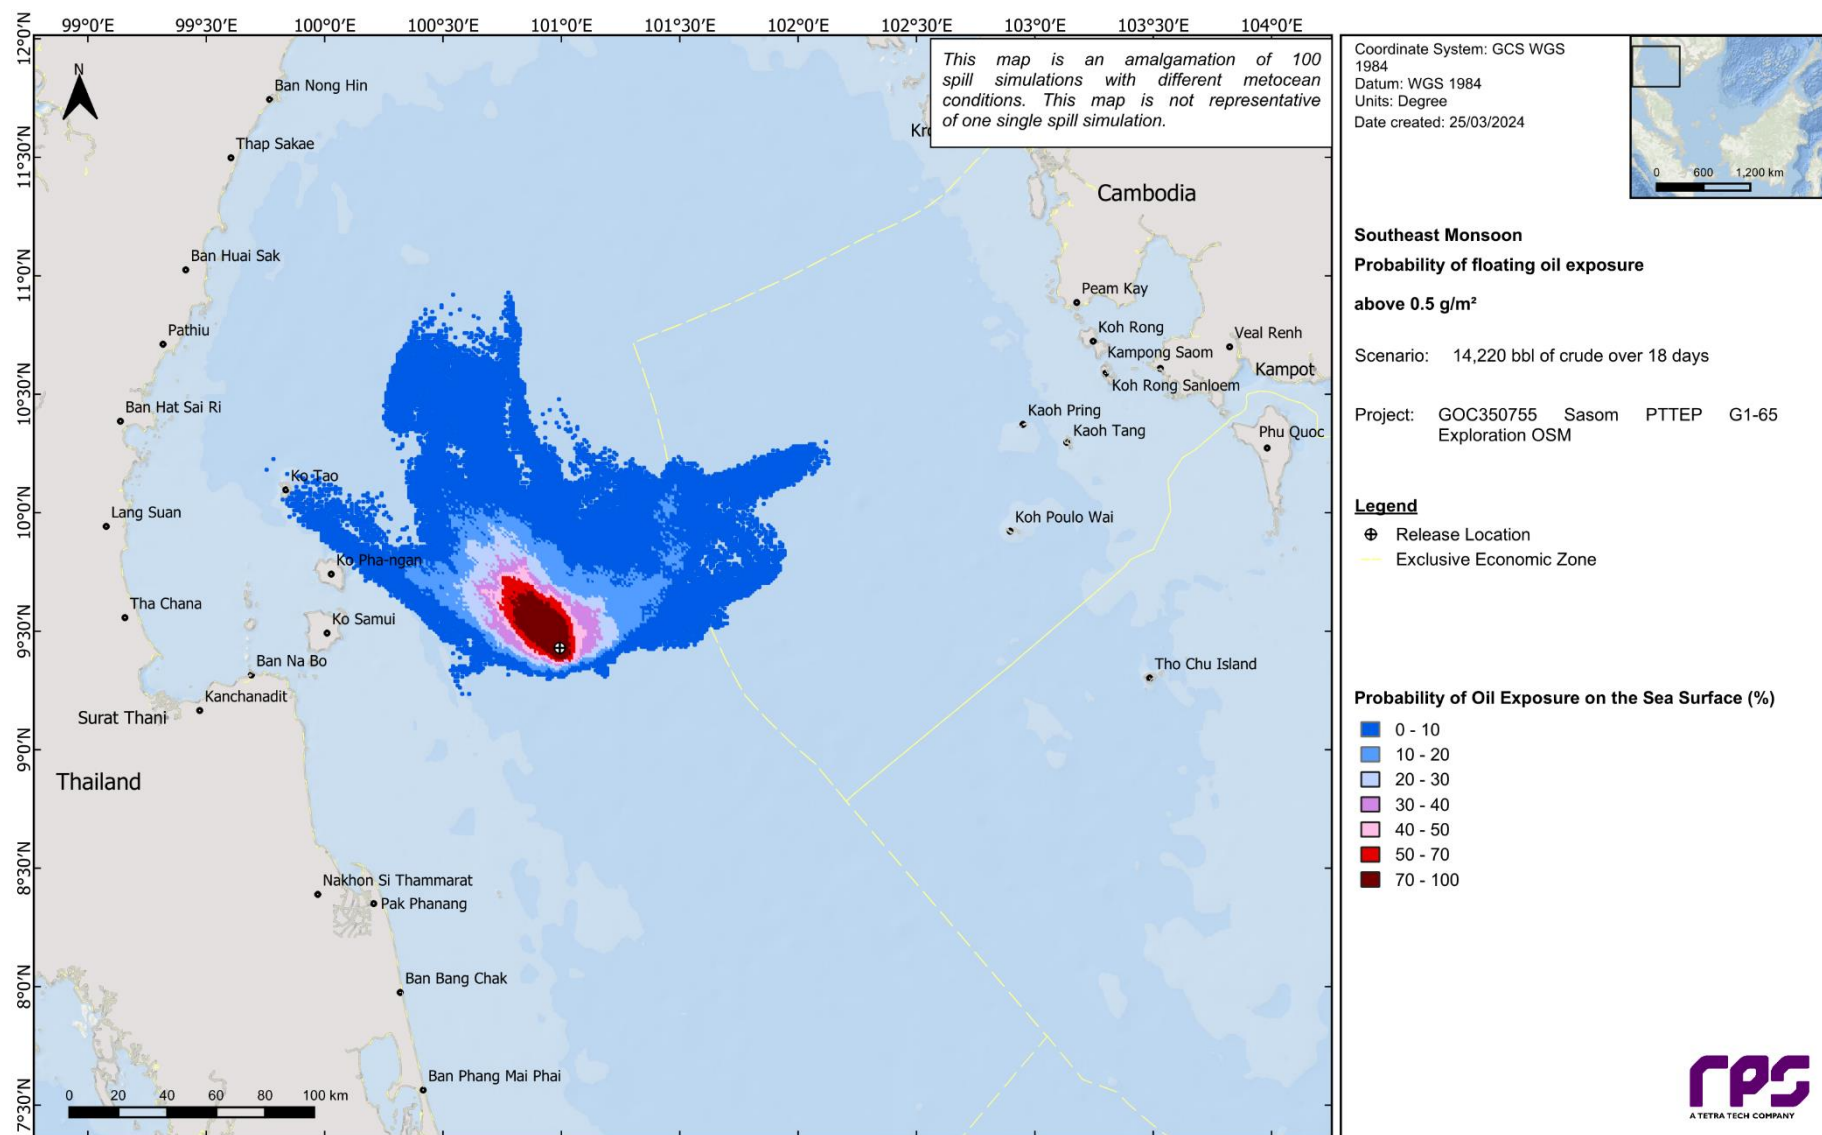 99°0'E 99°30'E 100°0'E 100°30'E 101°0'E 101°30'E 102°0'E 102°30'E 103°0'E 103°30'E 104°0'E
12°0'N
11°30'N
11°0'N
10°30'N
10°0'N
9°30'N
9°0'N
8°30'N
8°0'N
7°30'N
N
This map is an amalgamation of 100
spill simulations with different metocean
conditions. This map is not representative
of one single spill simulation.
Ban Nong Hin
Thap Sakae
Ban Huai Sak
Pathiu
Ban Hat Sai Ri
Ko Tao
Lang Suan
Ko Pha-ngan
Tha Chana
Ko Samui
Ban Na Bo
Kanchanadit
Surat Thani
Thailand
Nakhon Si Thammarat
Pak Phanang
Ban Bang Chak
Ban Phang Mai Phai
Cambodia
Peam Kay
Koh Rong
Veal Renh
Kampong Saom
Kampot
Koh Rong Sanloem
Kaoh Pring
Kaoh Tang
Phu Quoc
Koh Poulo Wai
Tho Chu Island
0 20 40 60 80 100 km
Coordinate System: GCS WGS
1984
Datum: WGS 1984
Units: Degree
Date created: 25/03/2024
0 600 1,200 km
Southeast Monsoon
Probability of floating oil exposure
above 0.5 g/m²
Scenario: 14,220 bbl of crude over 18 days
Project: GOC350755 Sasom PTTEP G1-65
Exploration OSM
Legend
Release Location
Exclusive Economic Zone
Probability of Oil Exposure on the Sea Surface (%)
0 - 10
10 - 20
20 - 30
30 - 40
40 - 50
50 - 70
70 - 100
rps
A TETRA TECH COMPANY